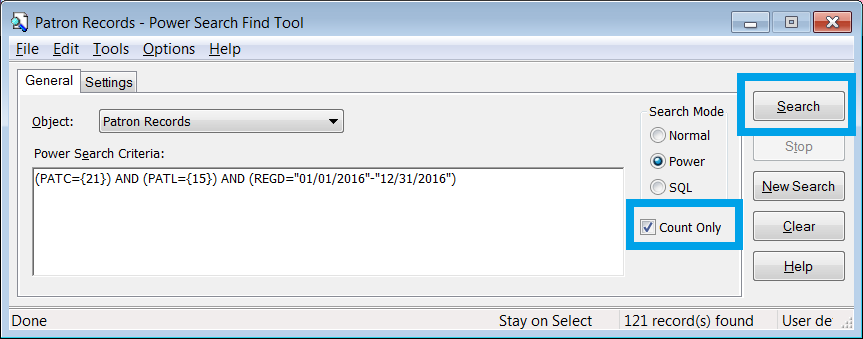 Patron Records - Power Search Find Tool
File Edit Tools Options Help
General Settings
Object: Patron Records
Power Search Criteria:
(PATC={21}) AND (PATL={15}) AND (REGD="01/01/2016"-"12/31/2016")
Search Mode
Normal
Power
SQL
Count Only
Search
Stop
New Search
Clear
Help
Done Stay on Select 121 record(s) found User de